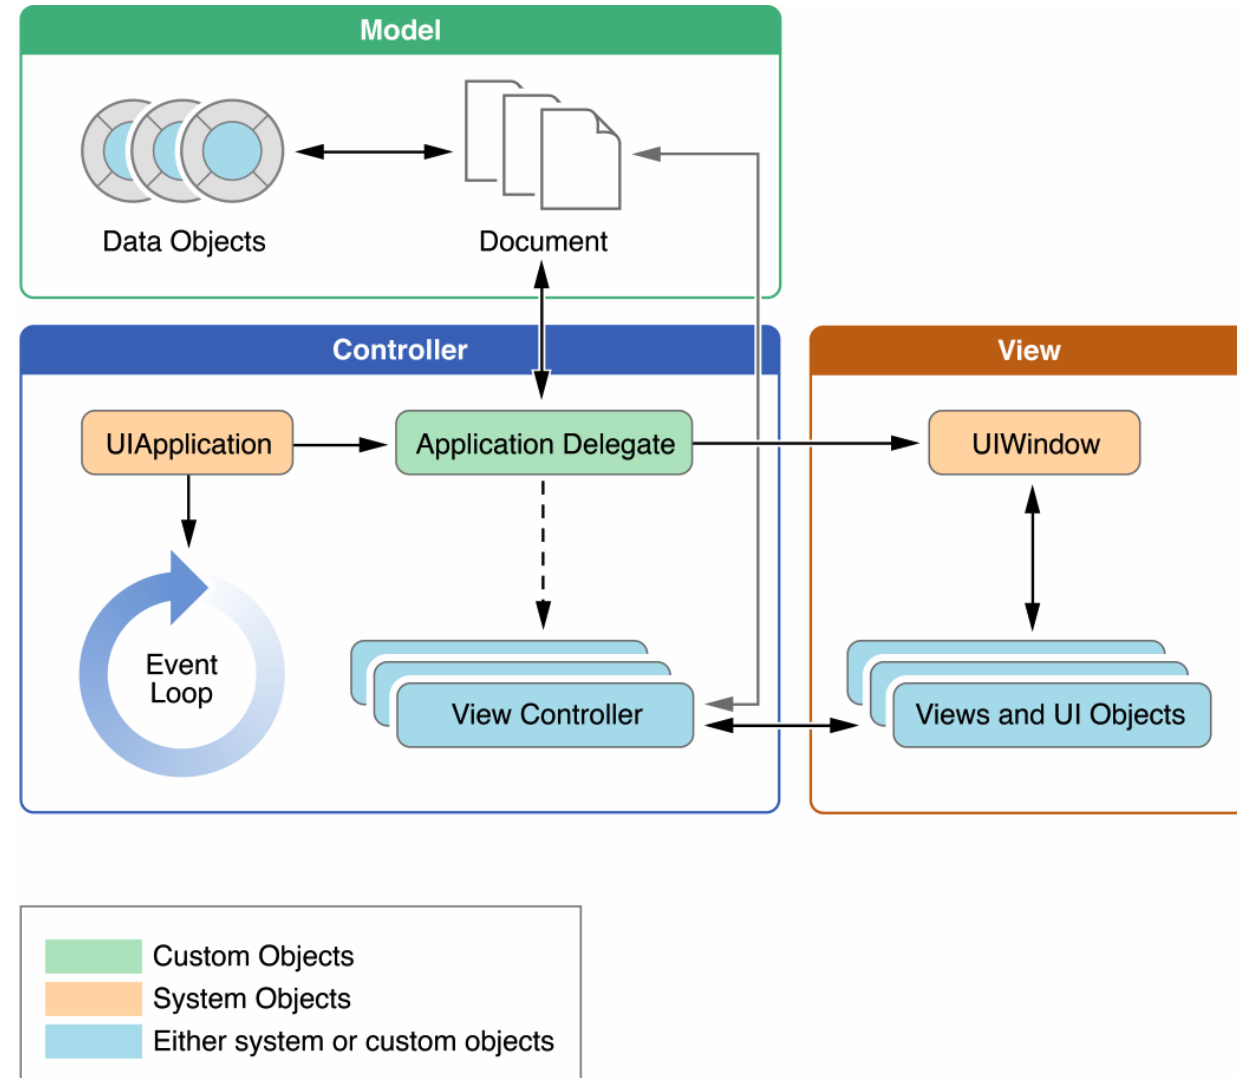 Model
Data Objects
Document
Controller
UIApplication
Application Delegate
Event
Loop
View Controller
View
UIWindow
Views and UI Objects
Custom Objects
System Objects
Either system or custom objects